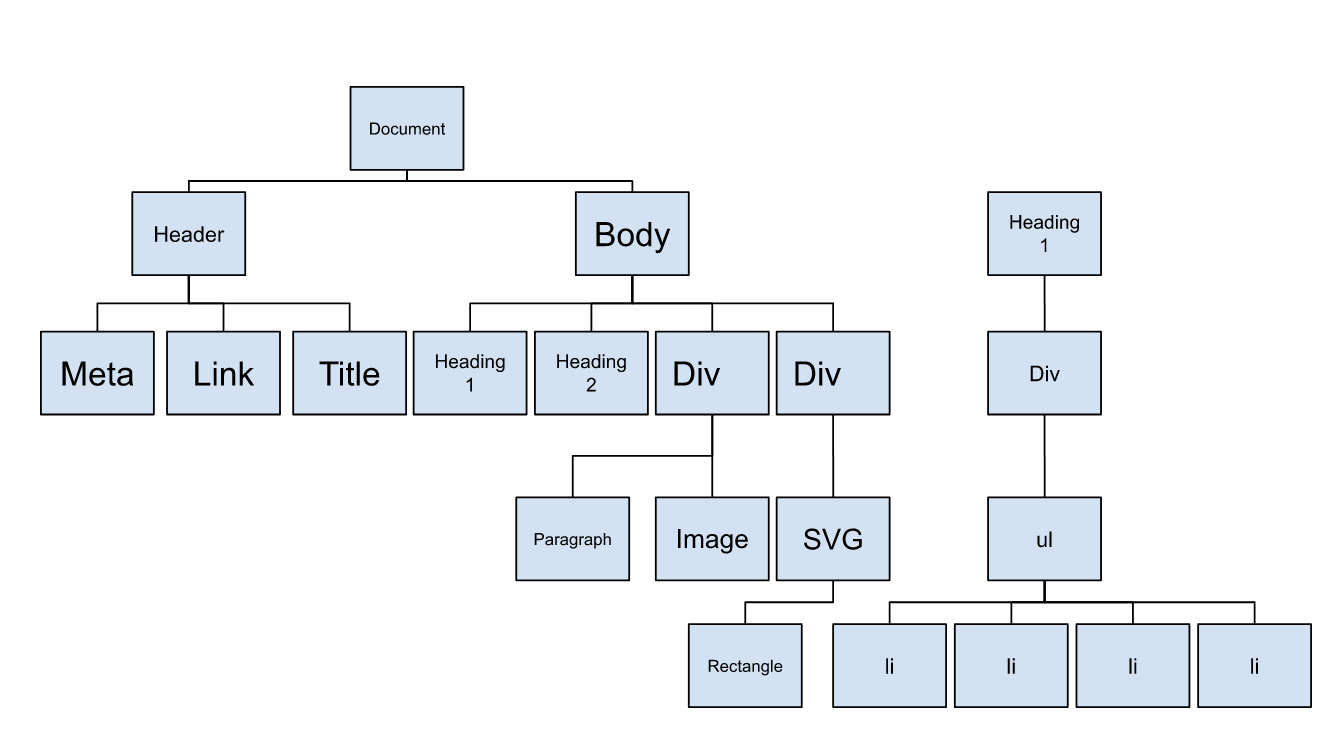 Document
Header
Body
Heading
1
Meta
Link
Title
Heading
1
Heading
2
Div
Div
Div
Paragraph
Image
SVG
ul
Rectangle
li
li
li
li